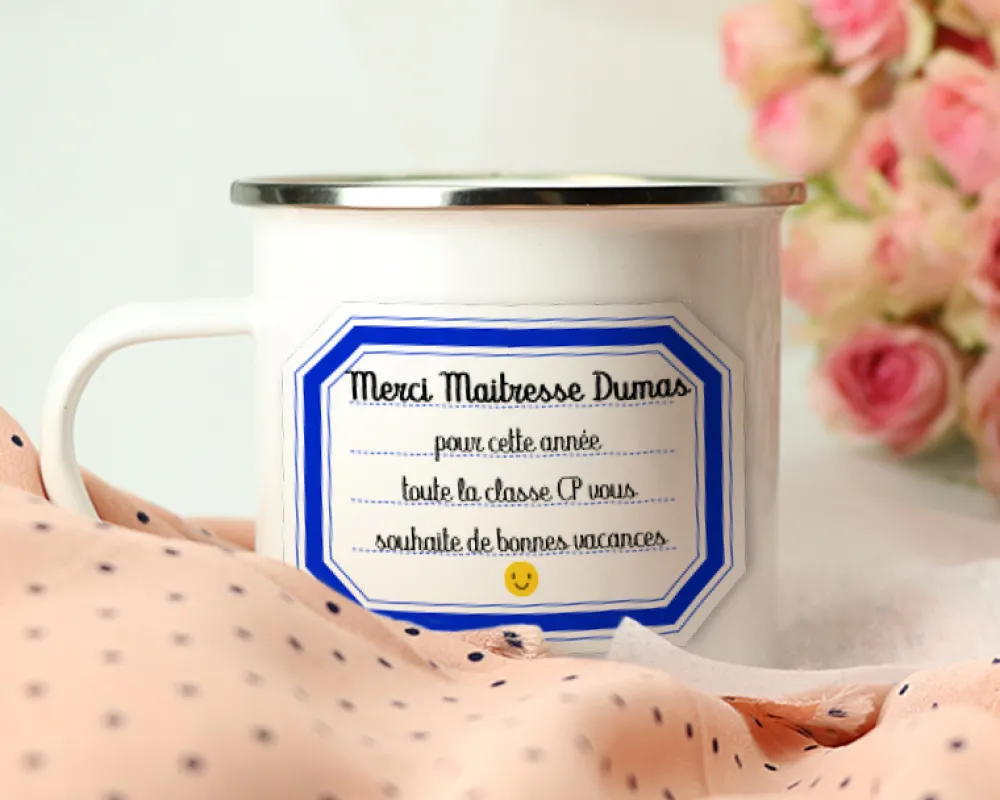 Merci Maitresse Dumas
pour cette année
toute la classe CP vous
souhaite de bonnes vacances